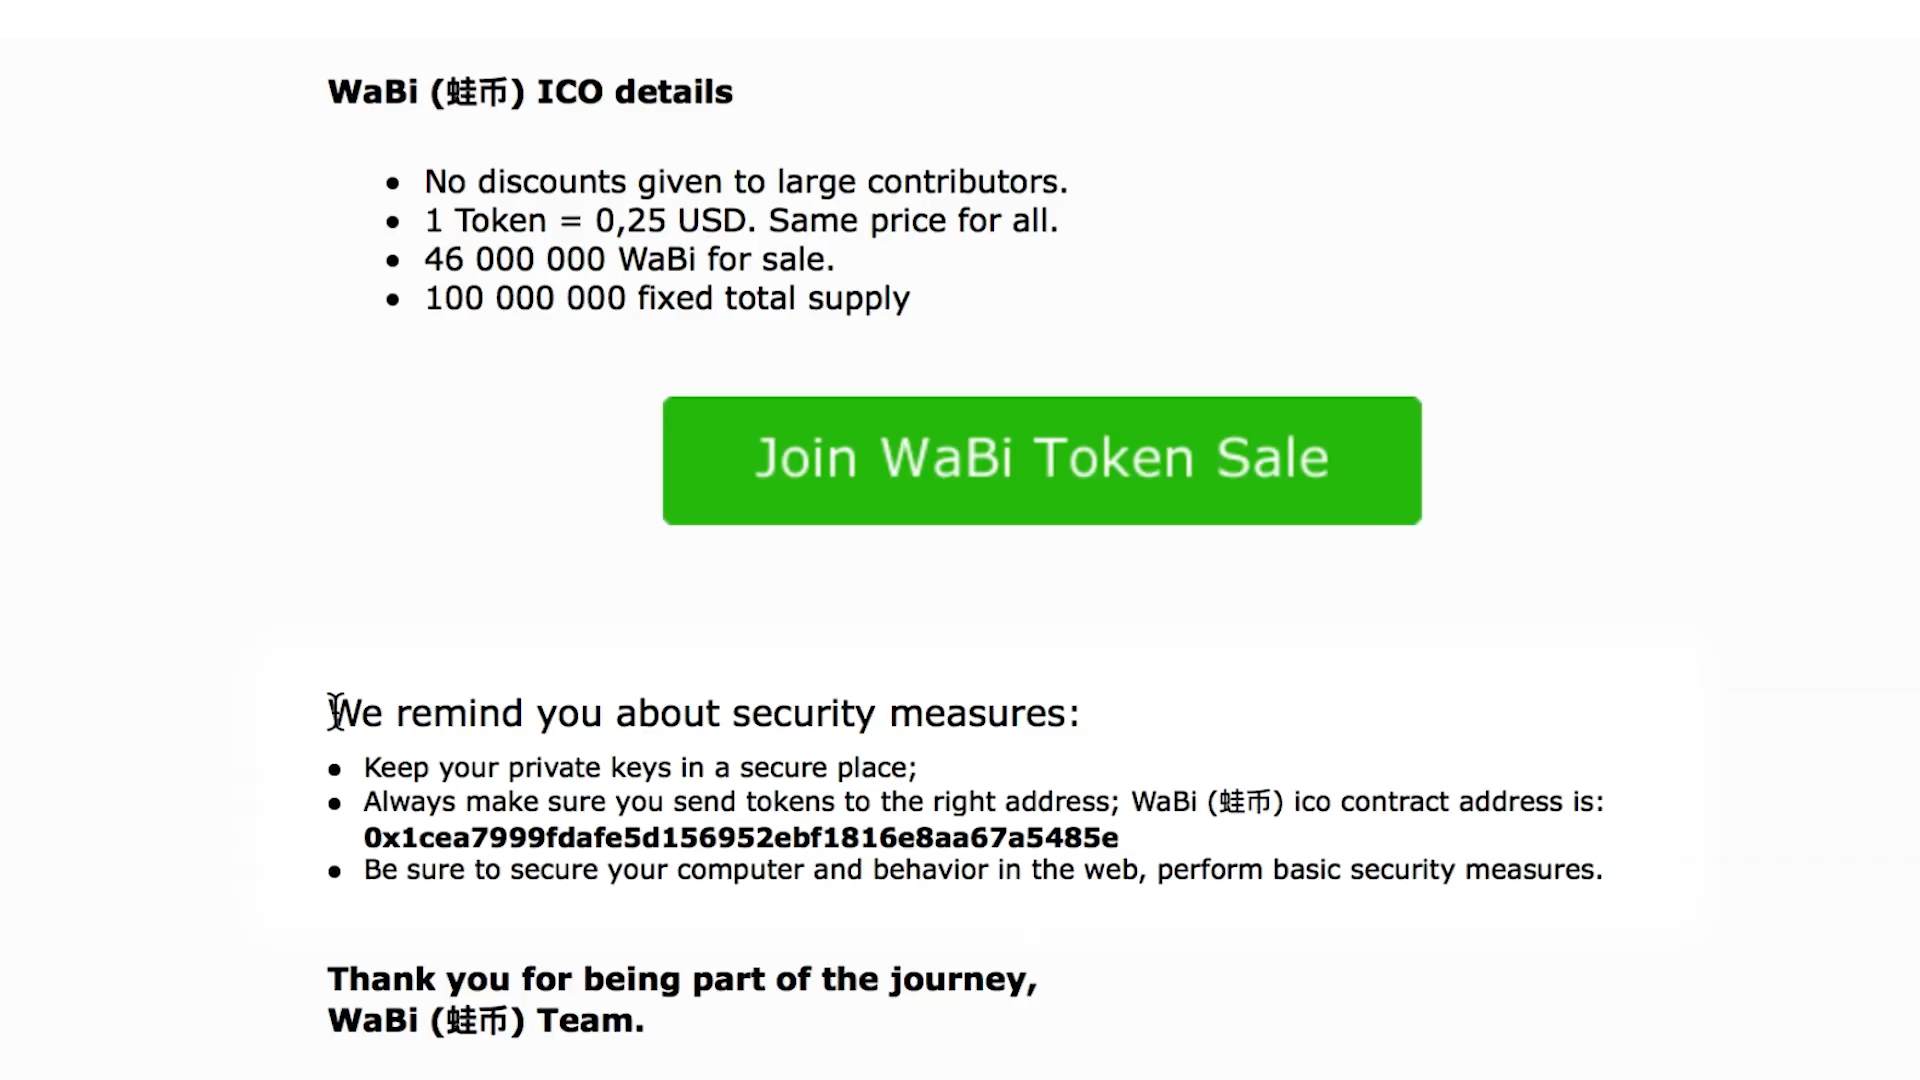 WaBi (蛙币) ICO details
No discounts given to large contributors.
1 Token = 0,25 USD. Same price for all.
46 000 000 WaBi for sale.
100 000 000 fixed total supply
Join WaBi Token Sale
We remind you about security measures:
Keep your private keys in a secure place;
Always make sure you send tokens to the right address; WaBi (蛙币) ico contract address is:
0x1cea7999fdafe5d156952ebf1816e8aa67a5485e
Be sure to secure your computer and behavior in the web, perform basic security measures.
Thank you for being part of the journey,
WaBi (蛙币) Team.